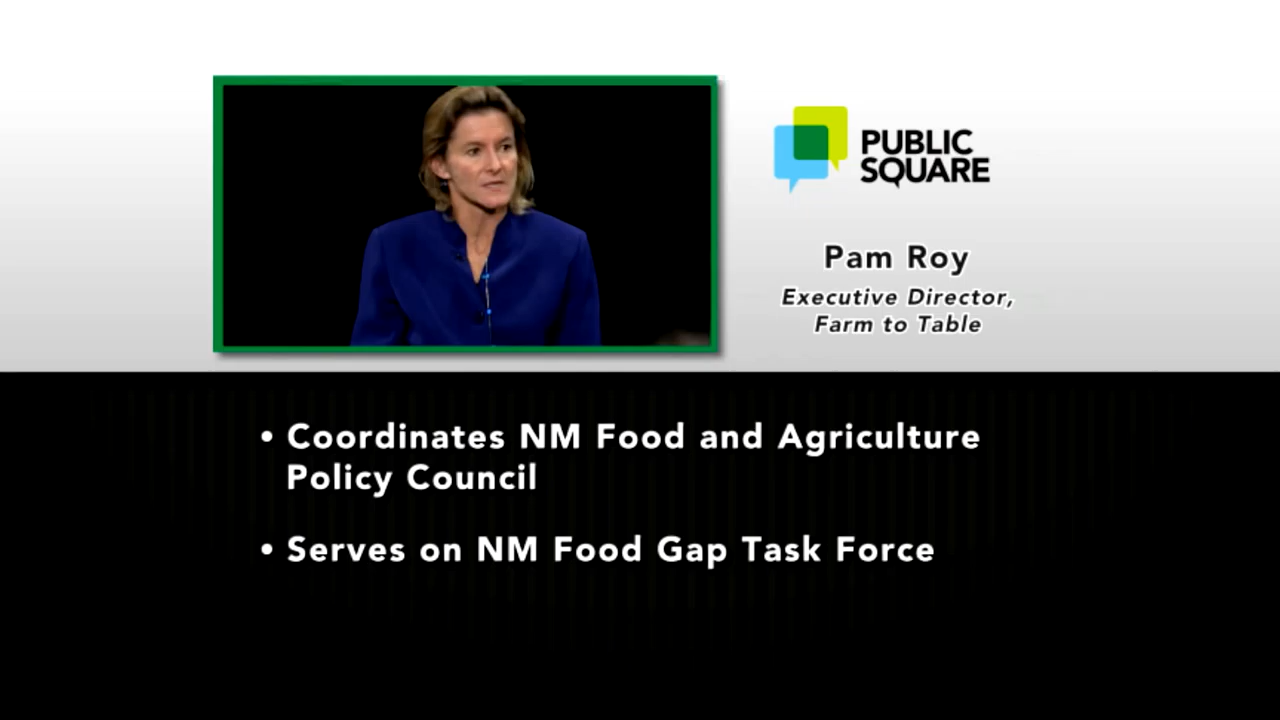 PUBLIC
SQUARE
Pam Roy
Executive Director,
Farm to Table
• Coordinates NM Food and Agriculture
Policy Council
• Serves on NM Food Gap Task Force